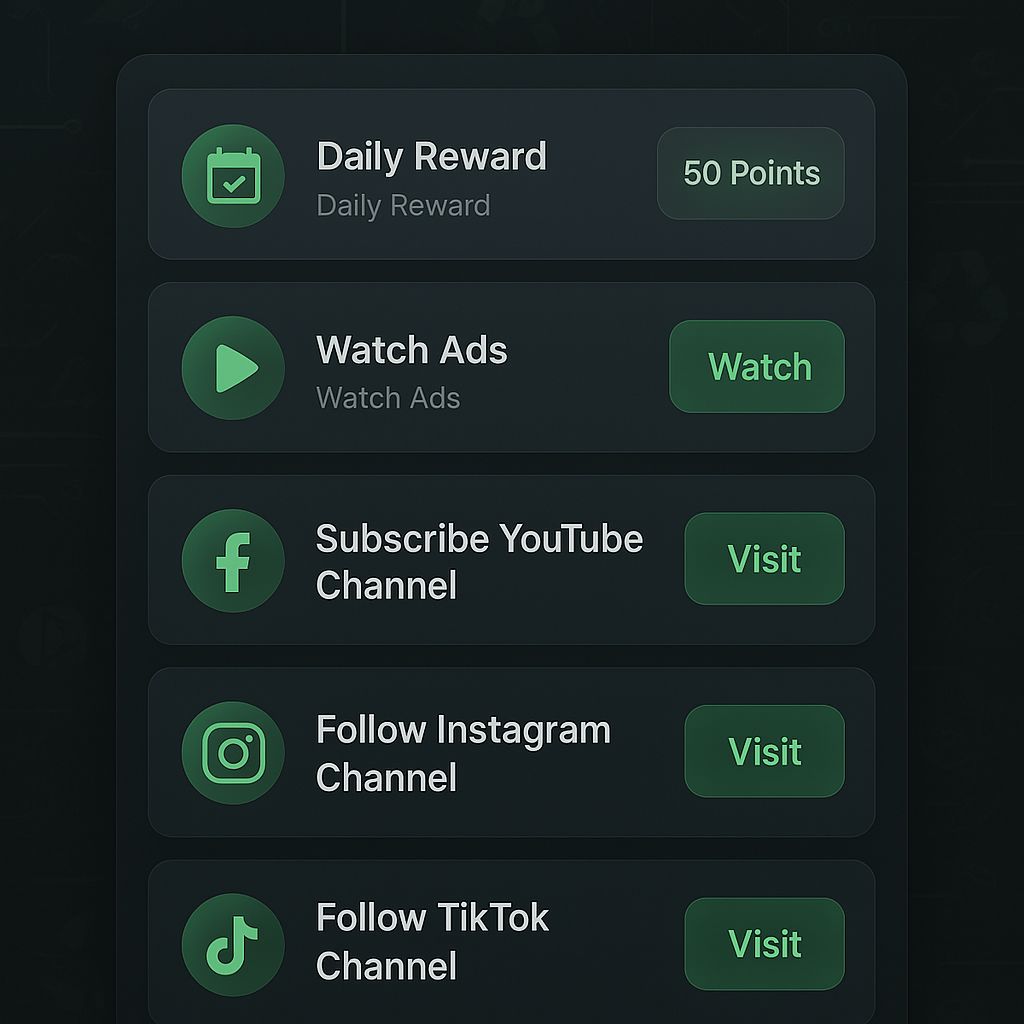 Daily Reward
Daily Reward
50 Points
Watch Ads
Watch Ads
Watch
Subscribe YouTube
Channel
Visit
Follow Instagram
Channel
Visit
Follow TikTok
Channel
Visit